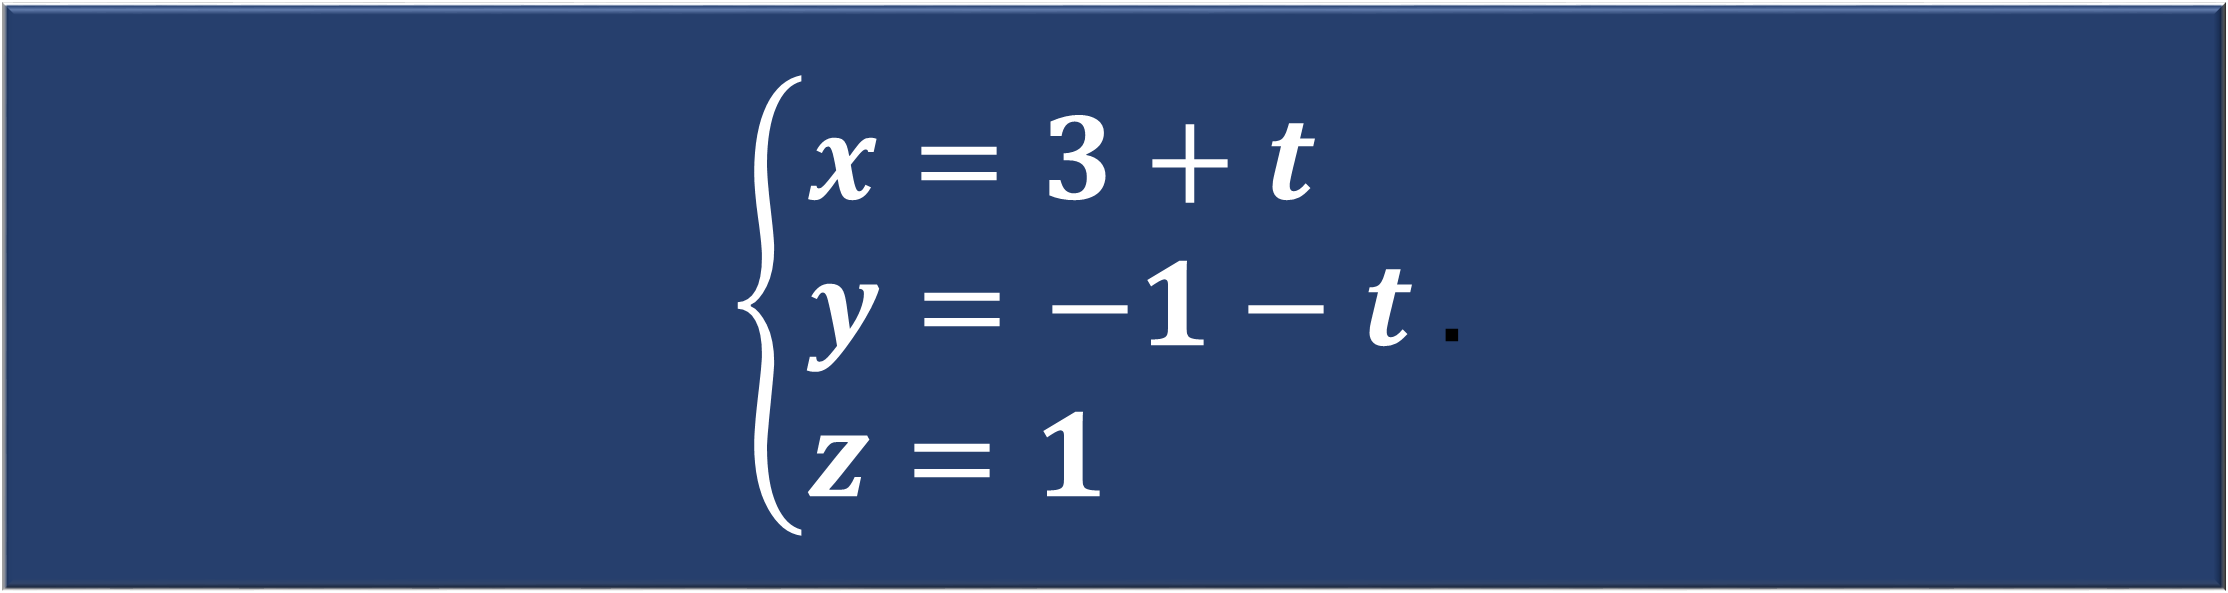 x = 3 + t
y = −1 − t .
z = 1